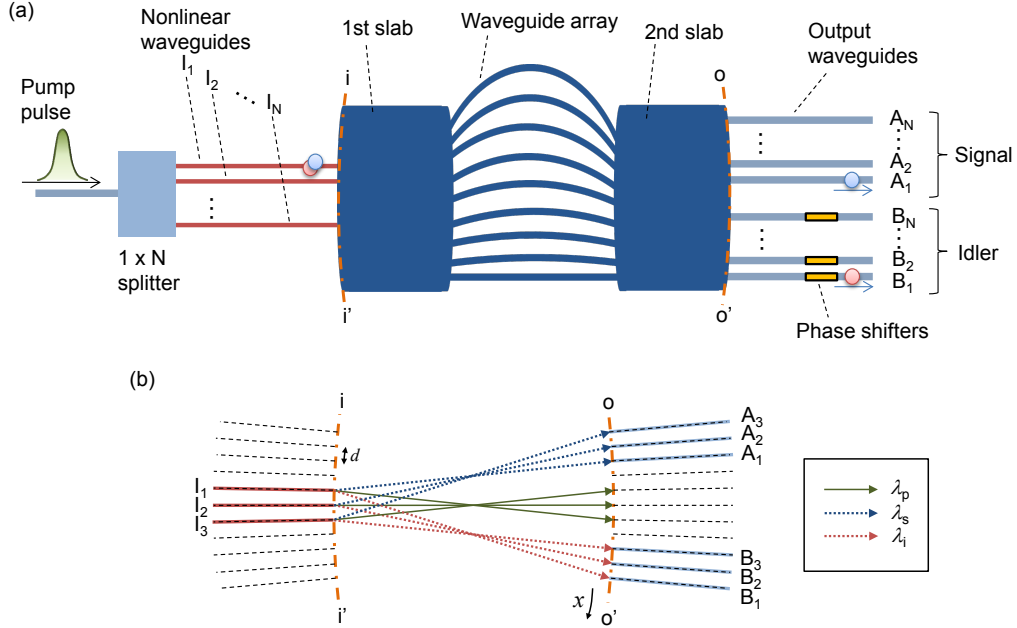 (a)
Nonlinear
waveguides
I1
I2
⋱
IN
Pump
pulse
1 x N
splitter
i
i'
1st slab
Waveguide array
2nd slab
o
o'
Output
waveguides
AN
⋮
A2
A1
Signal
BN
⋮
B2
B1
Idler
Phase shifters
(b)
i
d
I1
I2
I3
i'
o
A3
A2
A1
B3
B2
B1
x
o'
λp
λs
λi